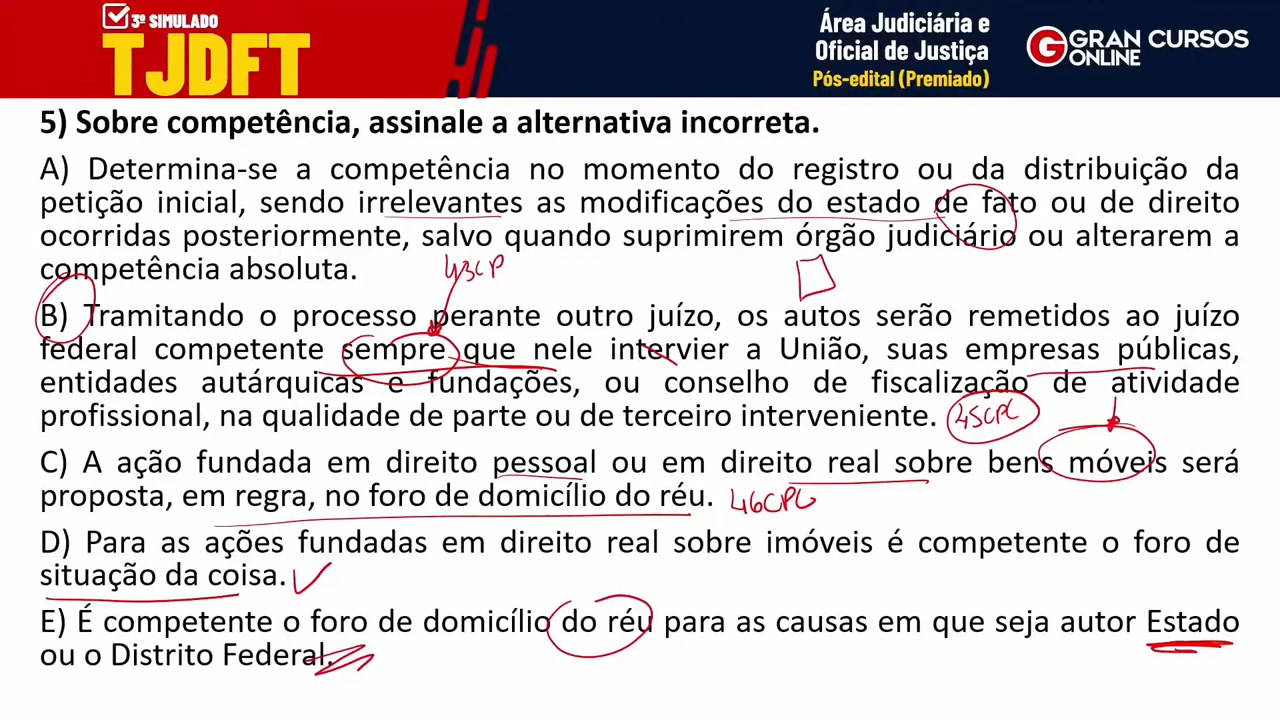 3º SIMULADO
TJDFT
Área Judiciária e
Oficial de Justiça
Pós-edital (Premiado)
GRAN CURSOS
ONLINE
5) Sobre competência, assinale a alternativa incorreta.
A) Determina-se a competência no momento do registro ou da distribuição da
petição inicial, sendo irrelevantes as modificações do estado de fato ou de direito
ocorridas posteriormente, salvo quando suprimirem órgão judiciário ou alterarem a
competência absoluta.
43CP
B) Tramitando o processo perante outro juízo, os autos serão remetidos ao juízo
federal competente sempre que nele intervier a União, suas empresas públicas,
entidades autárquicas e fundações, ou conselho de fiscalização de atividade
profissional, na qualidade de parte ou de terceiro interveniente. 45CPC
C) A ação fundada em direito pessoal ou em direito real sobre bens móveis será
proposta, em regra, no foro de domicílio do réu. 46CPC
D) Para as ações fundadas em direito real sobre imóveis é competente o foro de
situação da coisa.
E) É competente o foro de domicílio do réu para as causas em que seja autor Estado
ou o Distrito Federal.